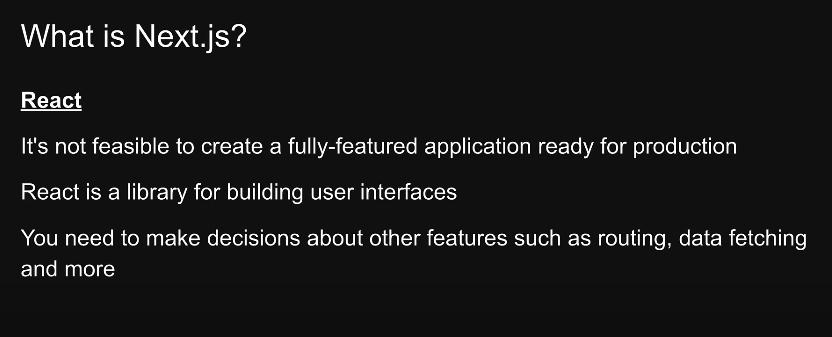 What is Next.js?
React
It's not feasible to create a fully-featured application ready for production
React is a library for building user interfaces
You need to make decisions about other features such as routing, data fetching
and more